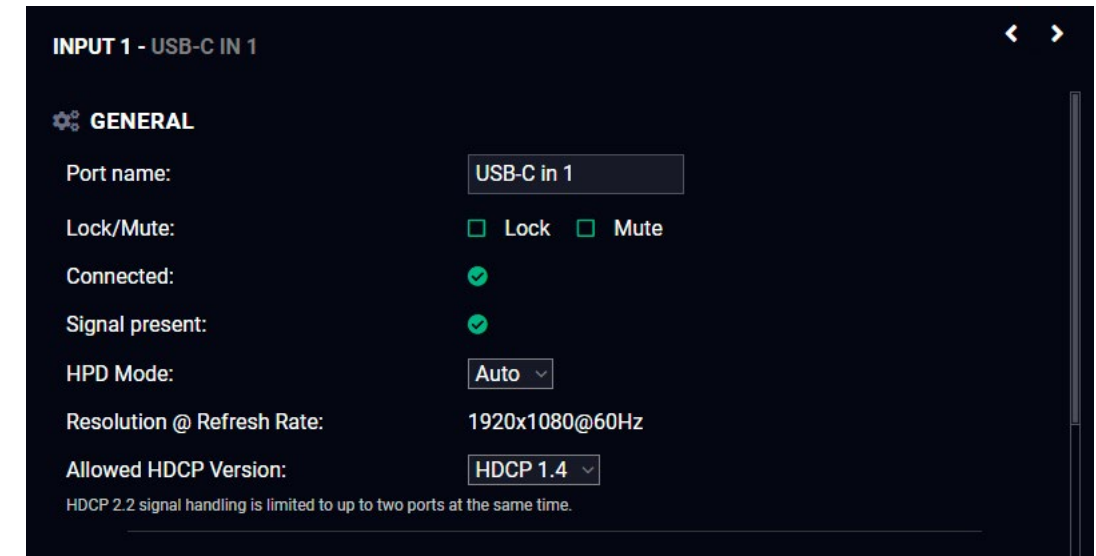 INPUT 1 - USB-C IN 1
GENERAL
Port name: USB-C in 1
Lock/Mute: Lock Mute
Connected:
Signal present:
HPD Mode: Auto
Resolution @ Refresh Rate: 1920x1080@60Hz
Allowed HDCP Version: HDCP 1.4
HDCP 2.2 signal handling is limited to up to two ports at the same time.